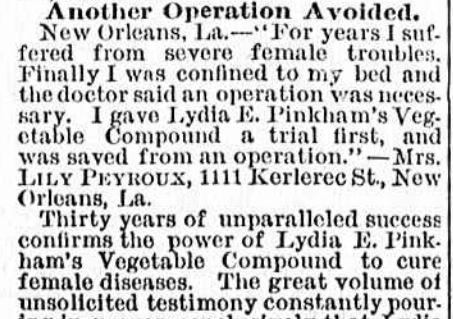 Another Operation Avoided.
New Orleans, La.—"For years I suf-
fered from severe female troubles.
Finally I was confined to my bed and
the doctor said an operation was neces-
sary. I gave Lydia E. Pinkham's Veg-
etable Compound a trial first, and
was saved from an operation."—Mrs.
LILY PEYROUX, 1111 Kerlerec St., New
Orleans, La.
Thirty years of unparalleled success
confirms the power of Lydia E. Pink-
ham's Vegetable Compound to cure
female diseases. The great volume of
unsolicited testimony constantly pour-